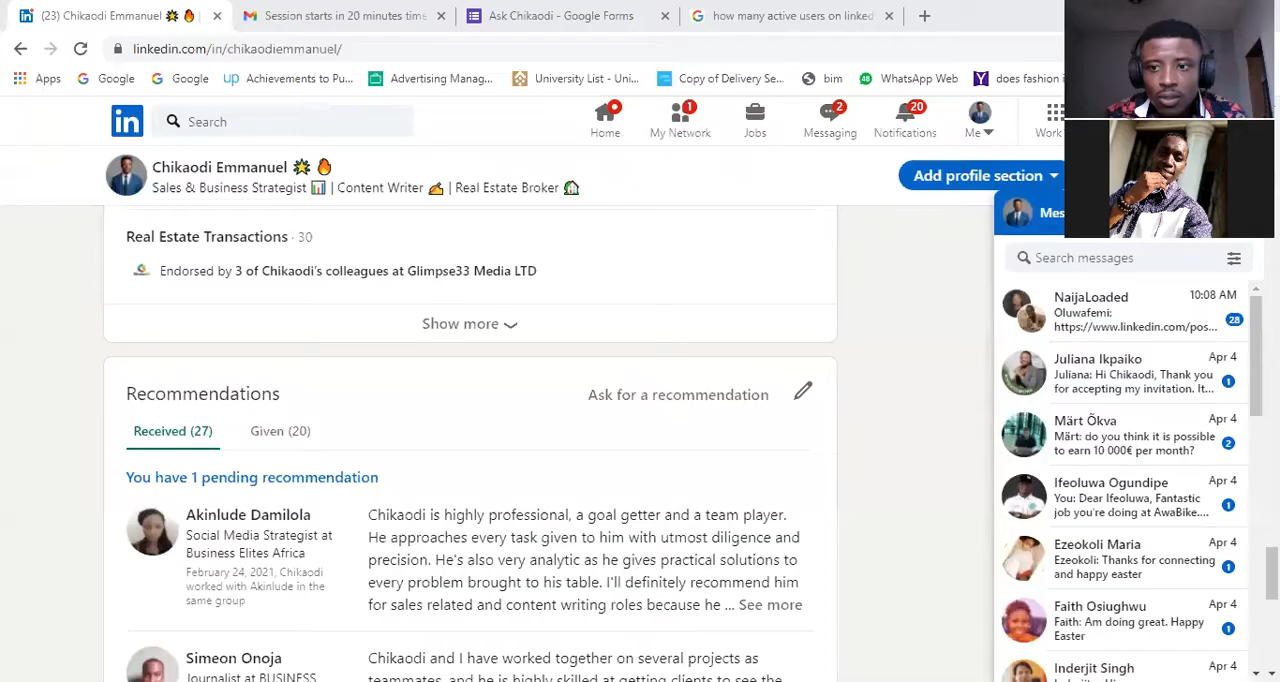 (23) Chikaodi Emmanuel
Session starts in 20 minutes time
Ask Chikaodi - Google Forms
how many active users on linked
linkedin.com/in/chikaodiemmanuel/
Apps
Google
Google
up Achievements to Pu...
Advertising Manag...
University List - Uni...
Copy of Delivery Se...
bim
WhatsApp Web
does fashion i
in
Search
1
2
20
Home
My Network
Jobs
Messaging
Notifications
Me
Work
Chikaodi Emmanuel
Sales & Business Strategist | Content Writer | Real Estate Broker
Add profile section
Mes
Real Estate Transactions · 30
Endorsed by 3 of Chikaodi's colleagues at Glimpse33 Media LTD
Show more
Recommendations
Ask for a recommendation
Received (27)
Given (20)
You have 1 pending recommendation
Akinlude Damilola
Social Media Strategist at
Business Elites Africa
February 24, 2021, Chikaodi
worked with Akinlude in the
same group
Chikaodi is highly professional, a goal getter and a team player.
He approaches every task given to him with utmost diligence and
precision. He's also very analytic as he gives practical solutions to
every problem brought to his table. I'll definitely recommend him
for sales related and content writing roles because he ... See more
Simeon Onoja
Journalist at BUSINESS
Chikaodi and I have worked together on several projects as
teammates, and he is highly skilled at getting clients to see the
Search messages
NaijaLoaded
10:08 AM
Oluwafemi:
https://www.linkedin.com/pos...
28
Juliana Ikpaiko
Apr 4
Juliana: Hi Chikaodi, Thank you
for accepting my invitation. It...
1
Märt Õkva
Apr 4
Märt: do you think it is possible
to earn 10 000€ per month?
2
Ifeoluwa Ogundipe
Apr 4
You: Dear Ifeoluwa, Fantastic
job you're doing at AwaBike....
1
Ezeokoli Maria
Apr 4
Ezeokoli: Thanks for connecting
and happy easter
1
Faith Osiughwu
Apr 4
Faith: Am doing great. Happy
Easter
1
Inderjit Singh
Apr 4